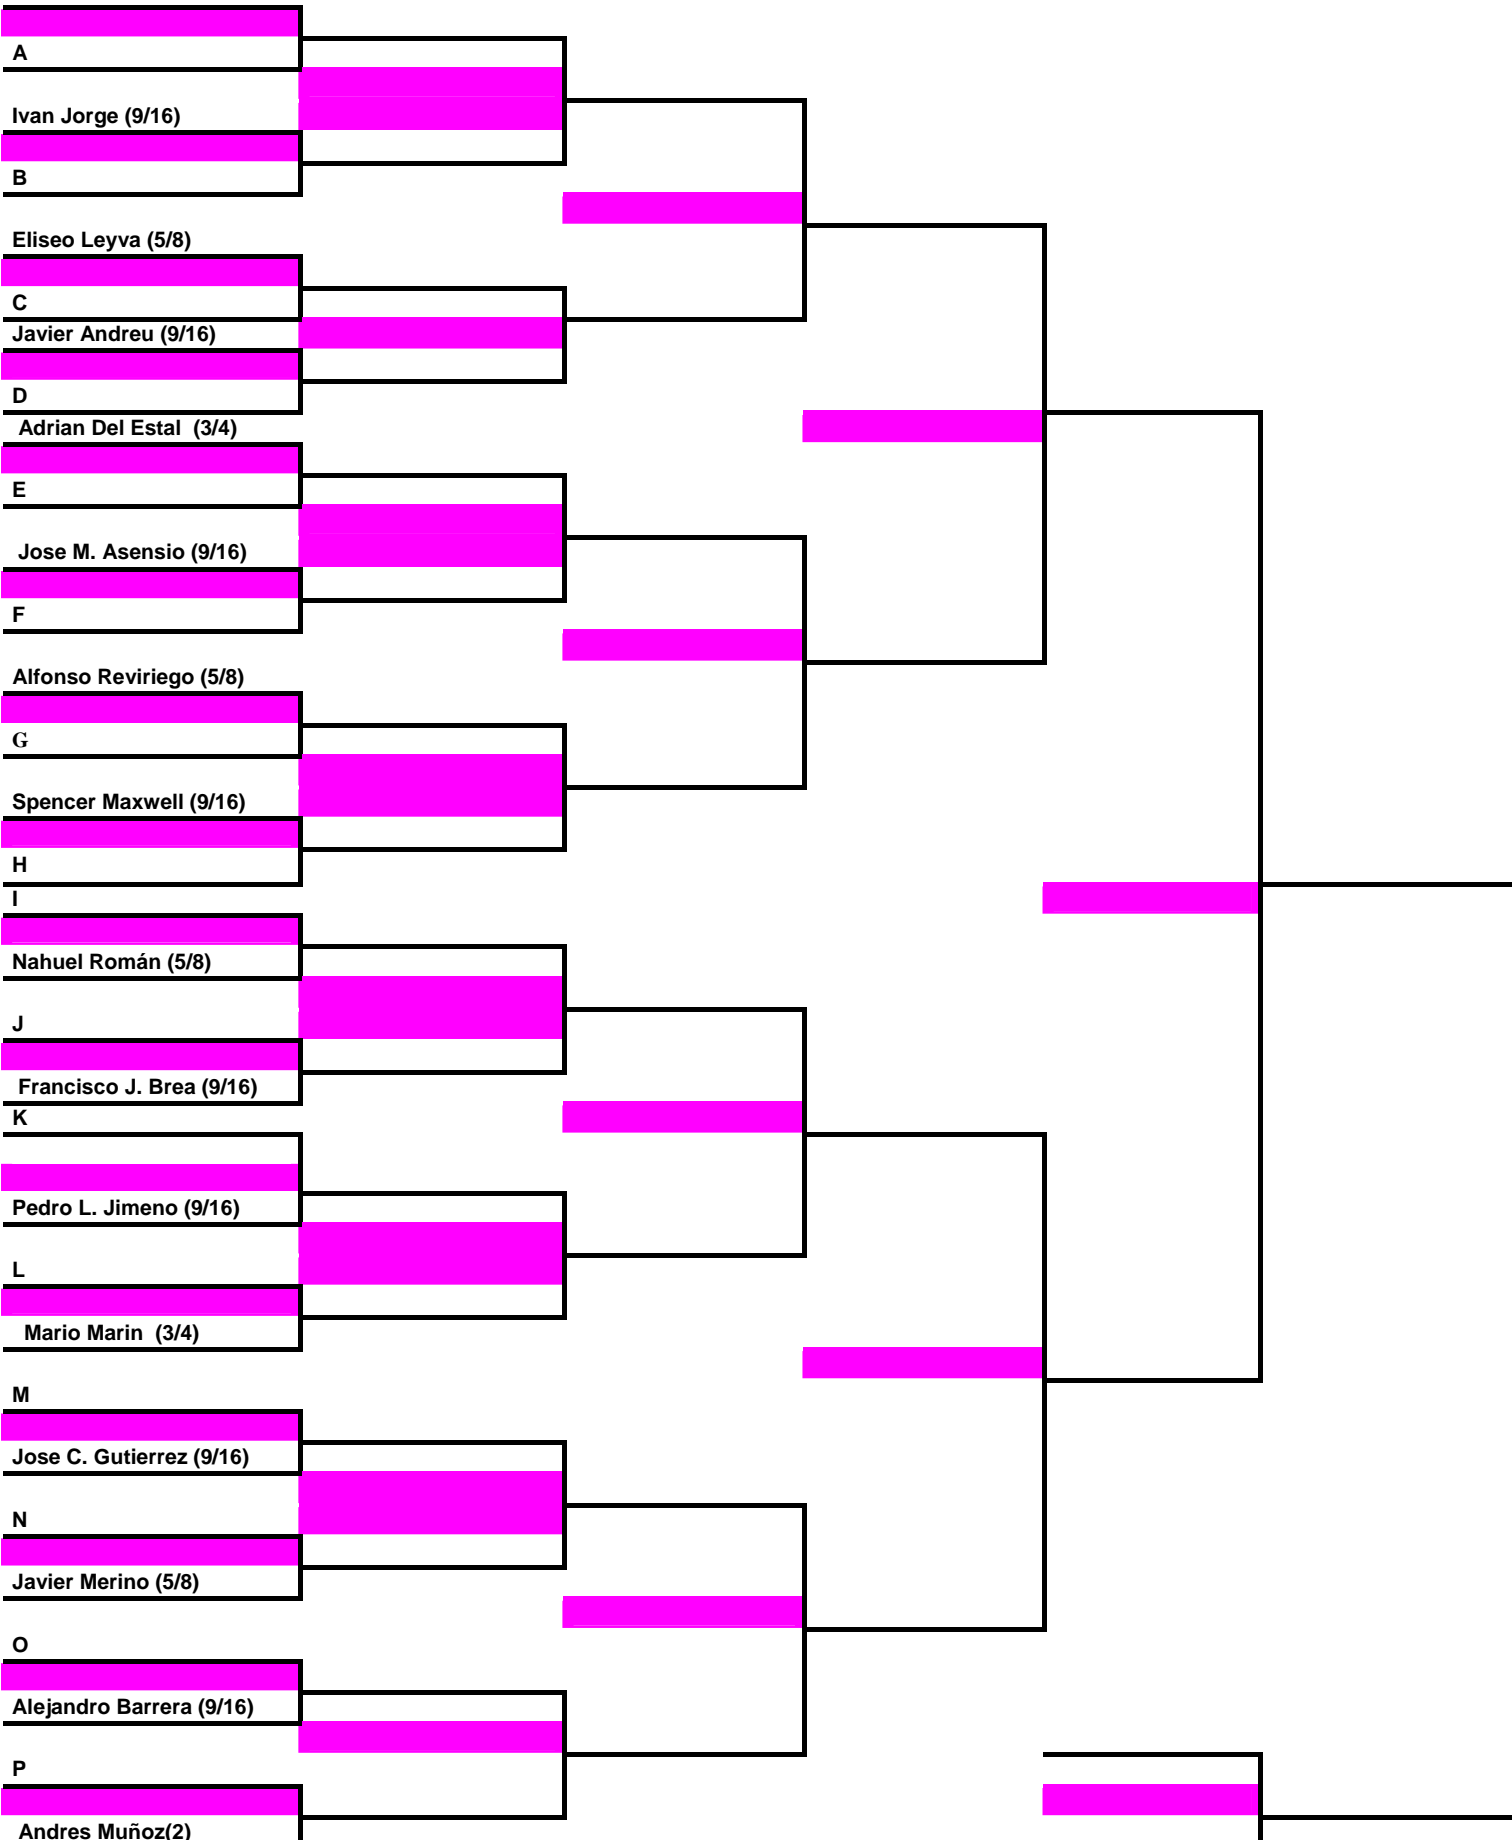 A
Ivan Jorge (9/16)
B
Eliseo Leyva (5/8)
C
Javier Andreu (9/16)
D
Adrian Del Estal (3/4)
E
Jose M. Asensio (9/16)
F
Alfonso Reviriego (5/8)
G
Spencer Maxwell (9/16)
H
I
Nahuel Román (5/8)
J
Francisco J. Brea (9/16)
K
Pedro L. Jimeno (9/16)
L
Mario Marin (3/4)
M
Jose C. Gutierrez (9/16)
N
Javier Merino (5/8)
O
Alejandro Barrera (9/16)
P
Andres Muñoz(2)